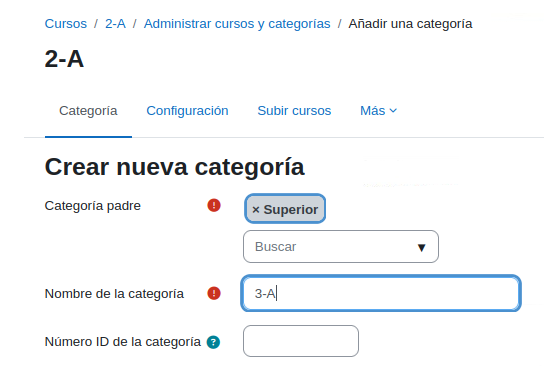 Cursos / 2-A / Administrar cursos y categorías / Añadir una categoría
2-A
Categoría Configuración Subir cursos Más
Crear nueva categoría
Categoría padre ! × Superior
Buscar ▼
Nombre de la categoría ! 3-A
Número ID de la categoría ?